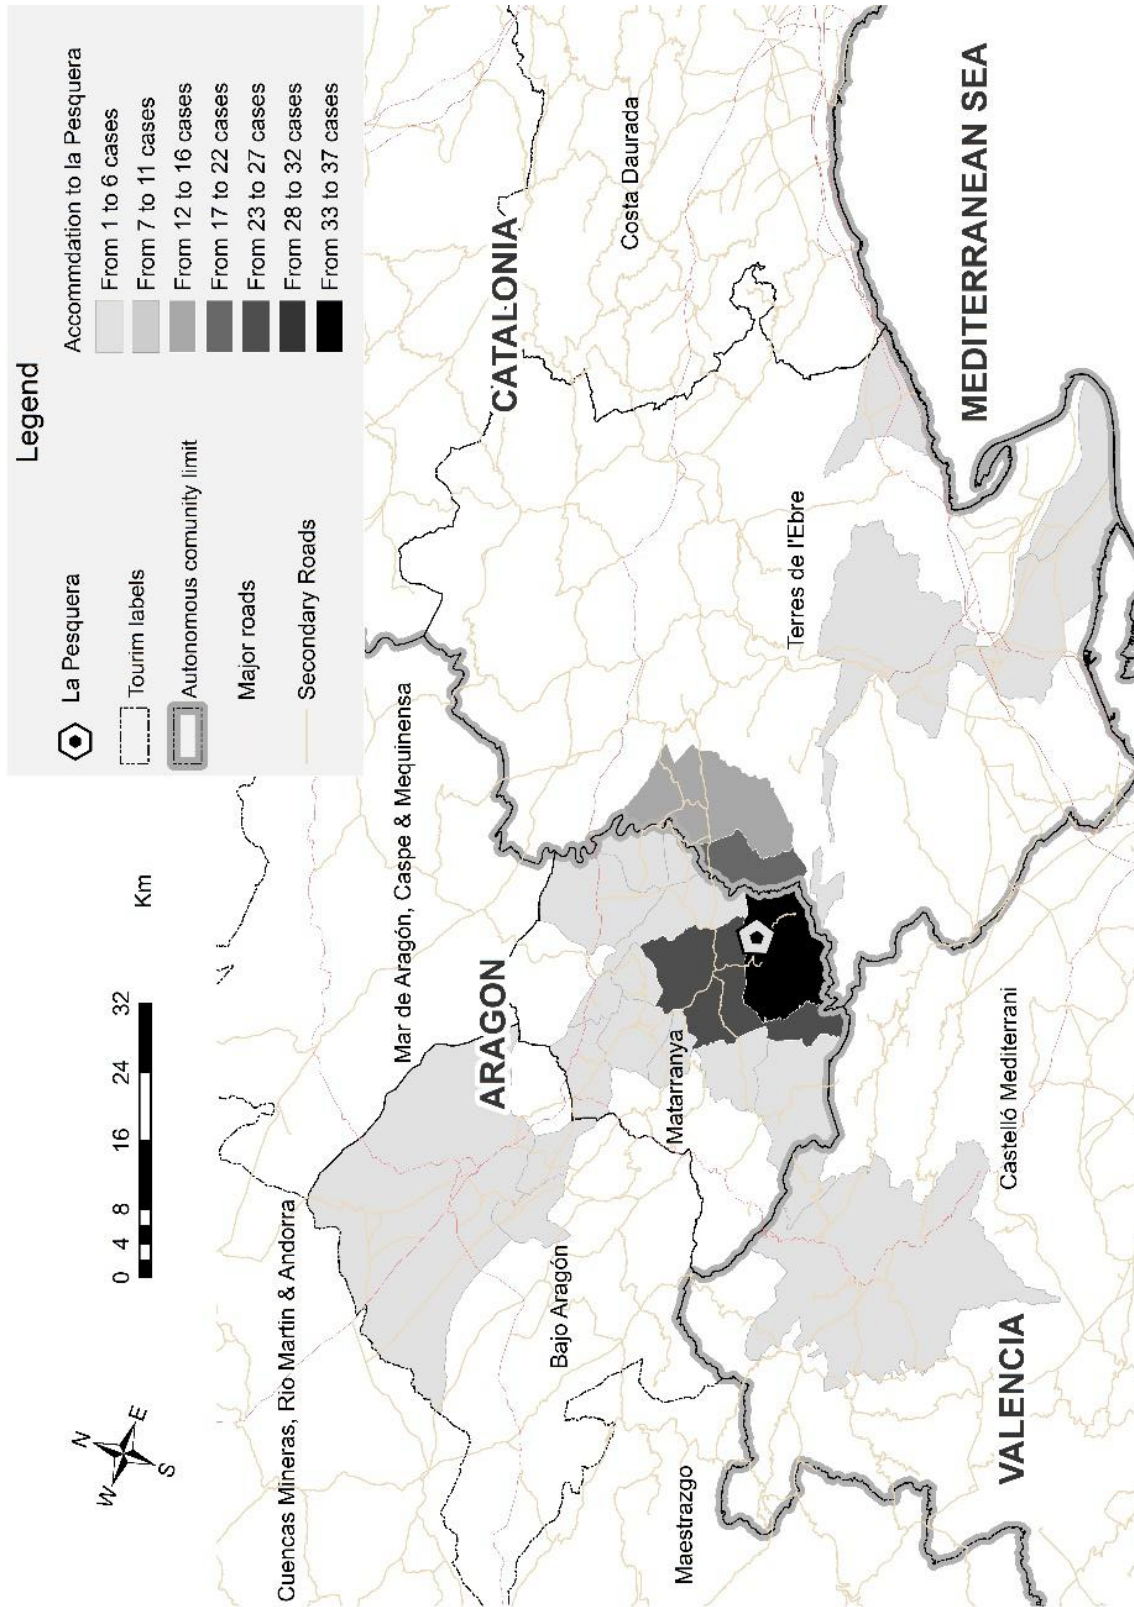 Legend
La Pesquera
Tourim labels
Autonomous comunity limit
Major roads
Secondary Roads
Accommdation to la Pesquera
From 1 to 6 cases
From 7 to 11 cases
From 12 to 16 cases
From 17 to 22 cases
From 23 to 27 cases
From 28 to 32 cases
From 33 to 37 cases
N
W
E
S
0 4 8 16 24 32
Km
Cuencas Mineras, Rio Martin & Andorra
Mar de Aragón, Caspe & Mequinensa
ARAGON
CATALONIA
Bajo Aragón
Costa Daurada
Maestrazgo
Matarranya
Terres de l'Ebre
MEDITERRANEAN SEA
Castelló Mediterrani
VALENCIA